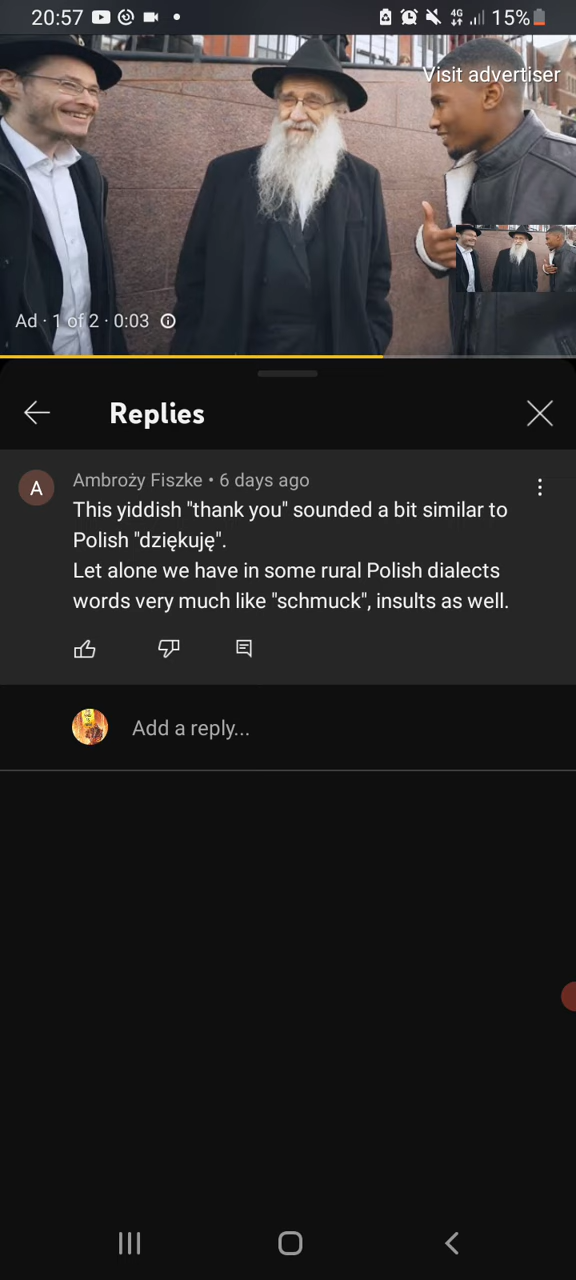 20:57
4G
15%
Visit advertiser
Ad · 1 of 2 · 0:03
Replies
A
Ambroży Fiszke • 6 days ago
This yiddish "thank you" sounded a bit similar to
Polish "dziękuję".
Let alone we have in some rural Polish dialects
words very much like "schmuck", insults as well.
Add a reply...